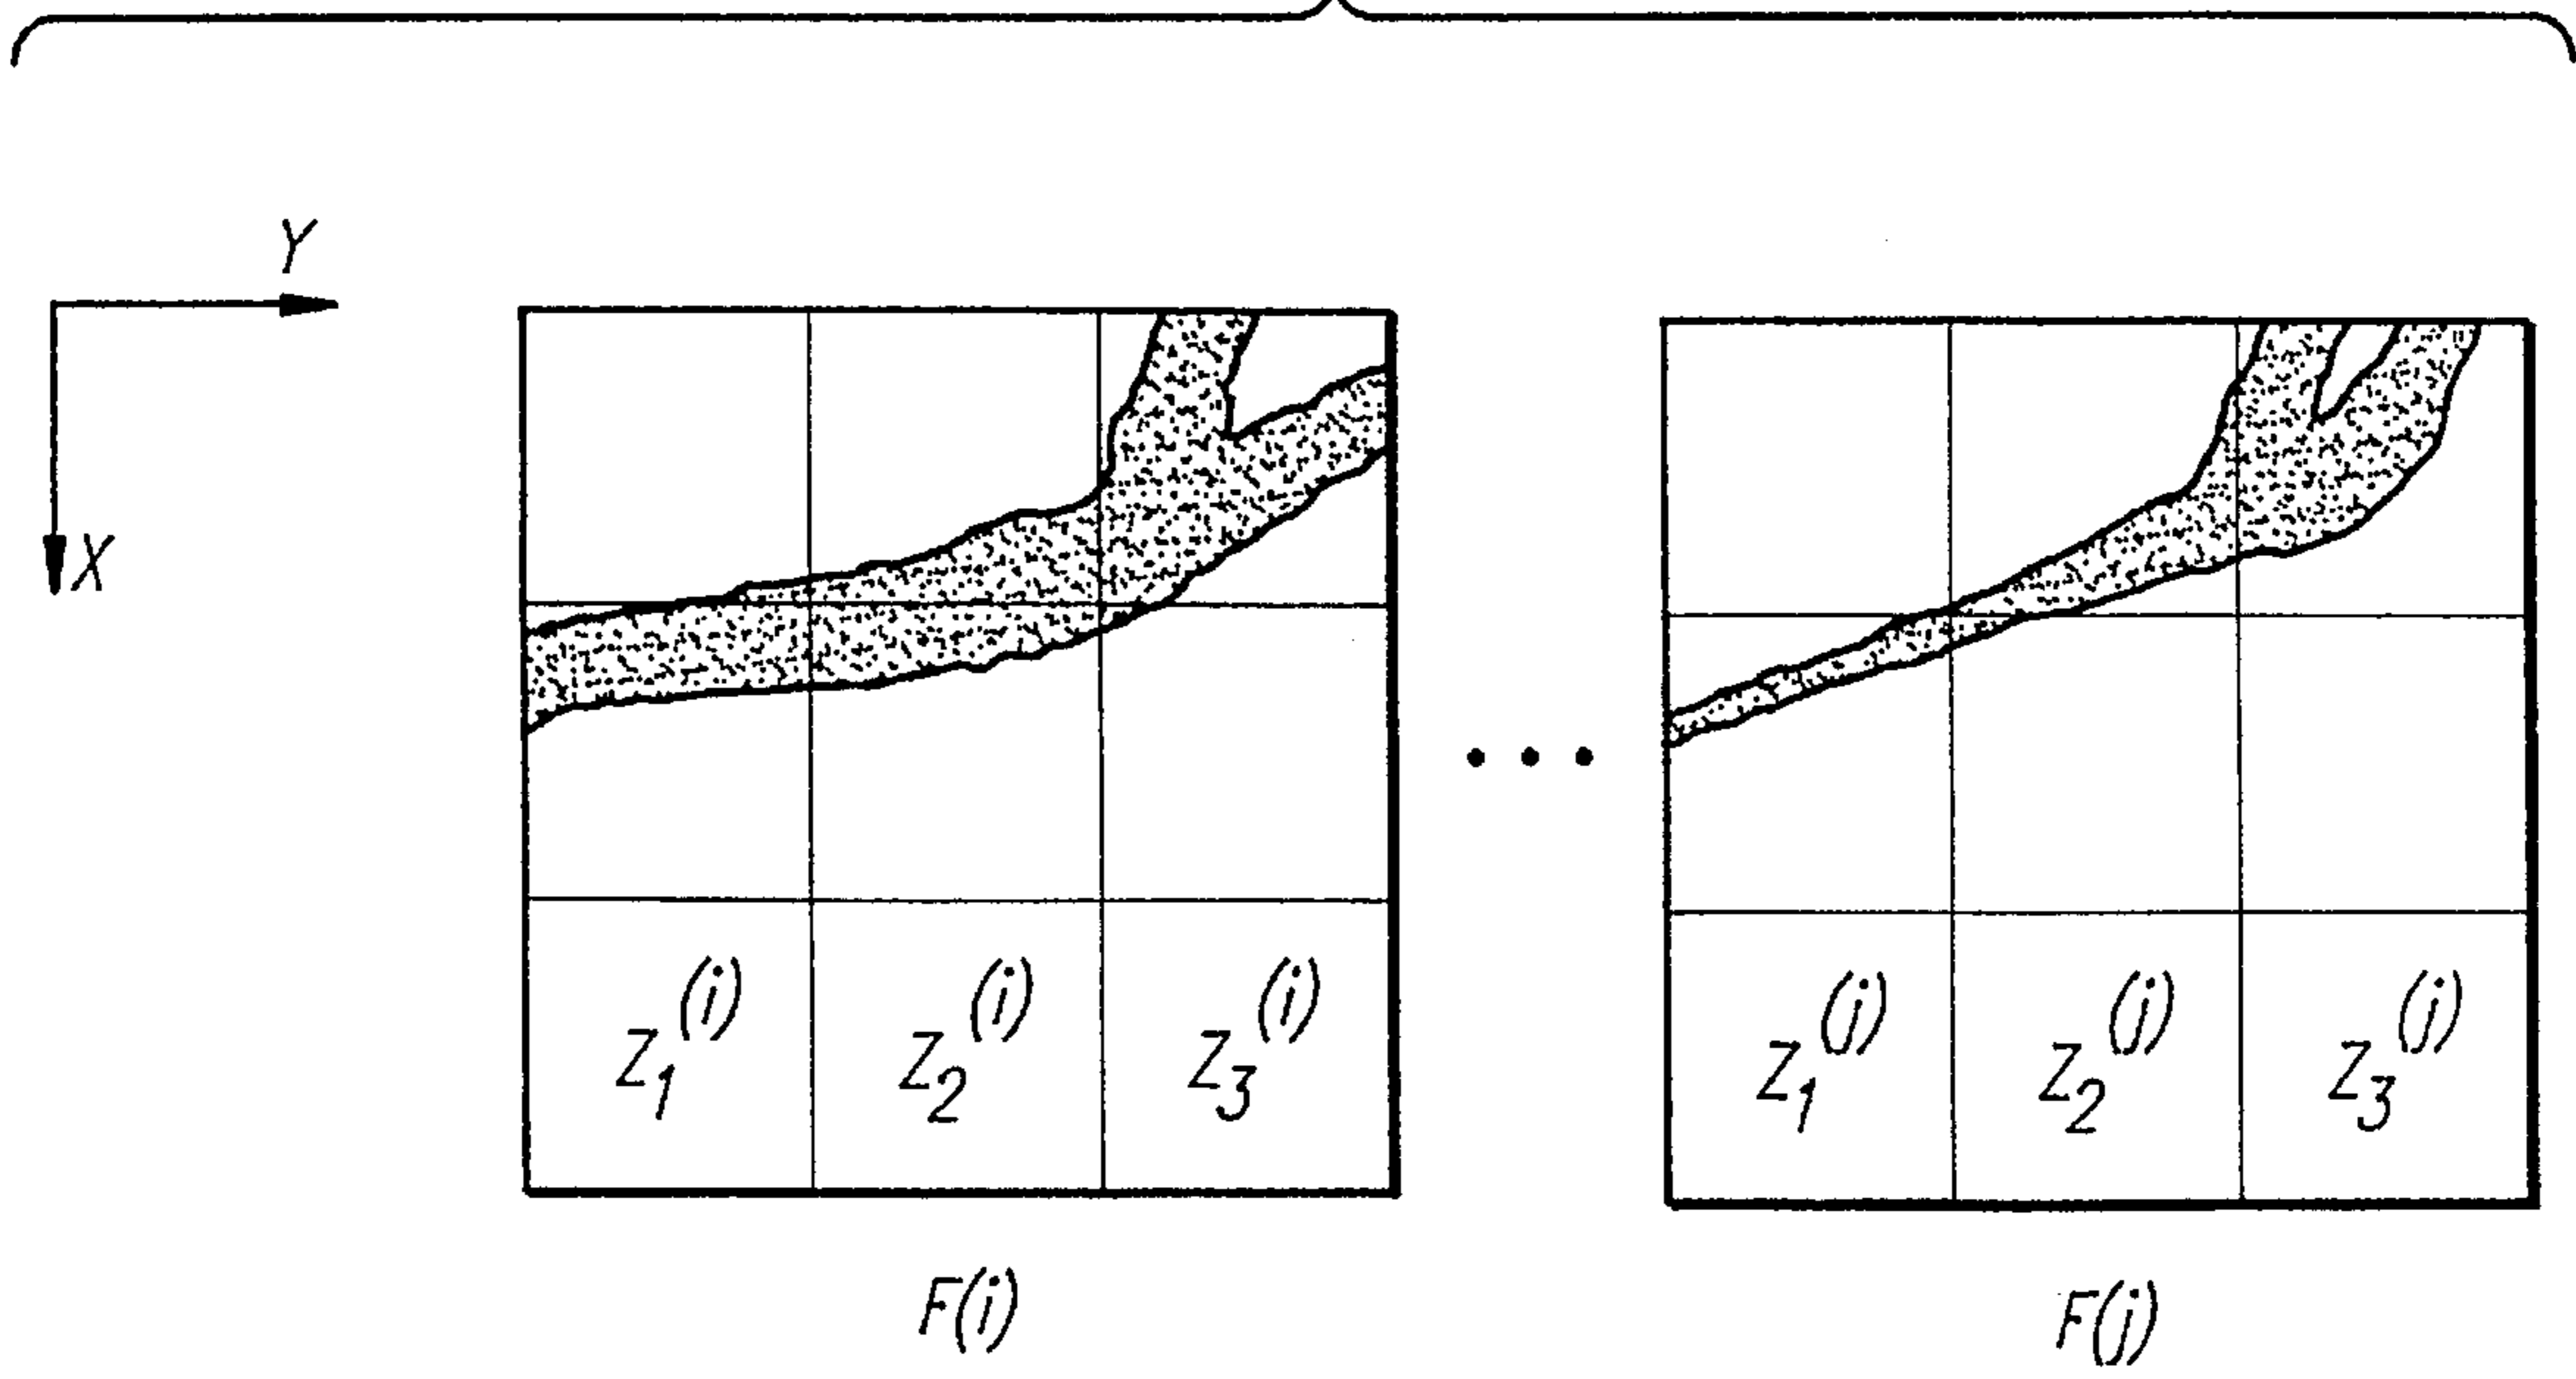 Y
X
Z₁⁽ⁱ⁾ Z₂⁽ⁱ⁾ Z₃⁽ⁱ⁾ Z₁⁽ʲ⁾ Z₂⁽ʲ⁾ Z₃⁽ʲ⁾
F(i) F(j)